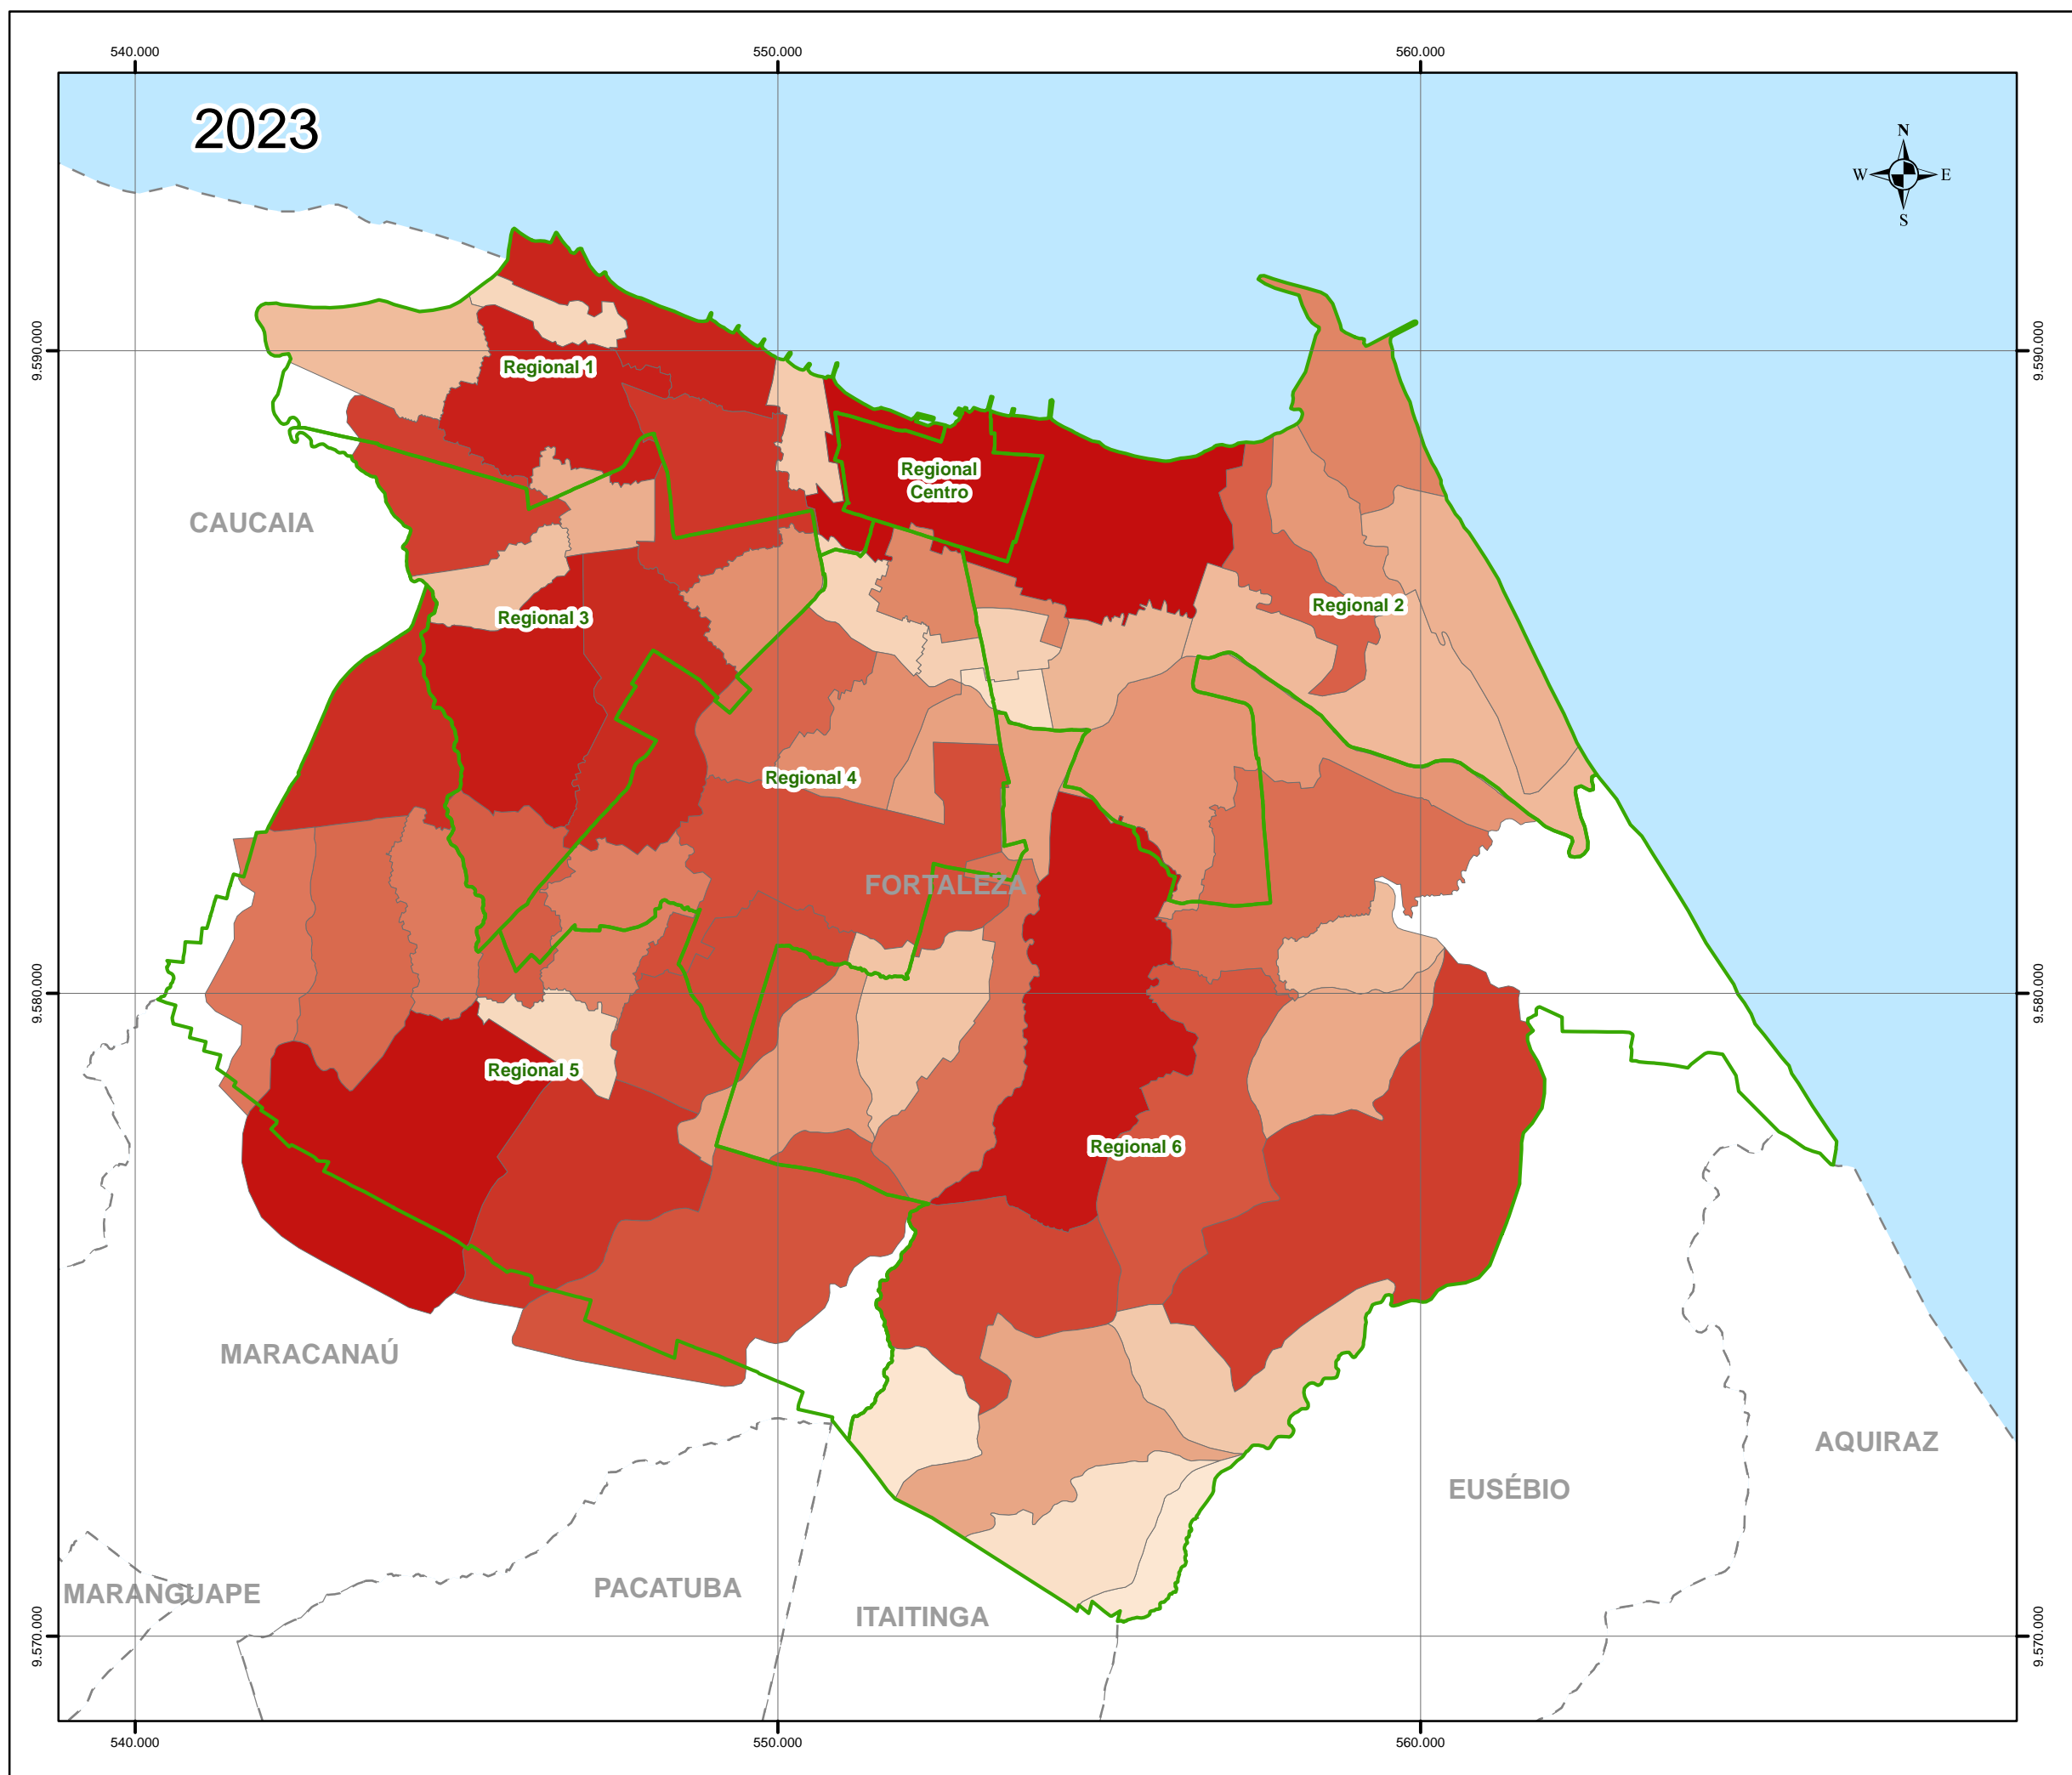 540.000
550.000
560.000
2023
N
W
E
S
9.590.000
9.590.000
Regional 1
Regional
Centro
CAUCAIA
Regional 2
Regional 3
Regional 4
FORTALEZA
9.580.000
9.580.000
Regional 5
Regional 6
MARACANAÚ
AQUIRAZ
EUSÉBIO
PACATUBA
MARANGUAPE
ITAITINGA
9.570.000
9.570.000
540.000
550.000
560.000